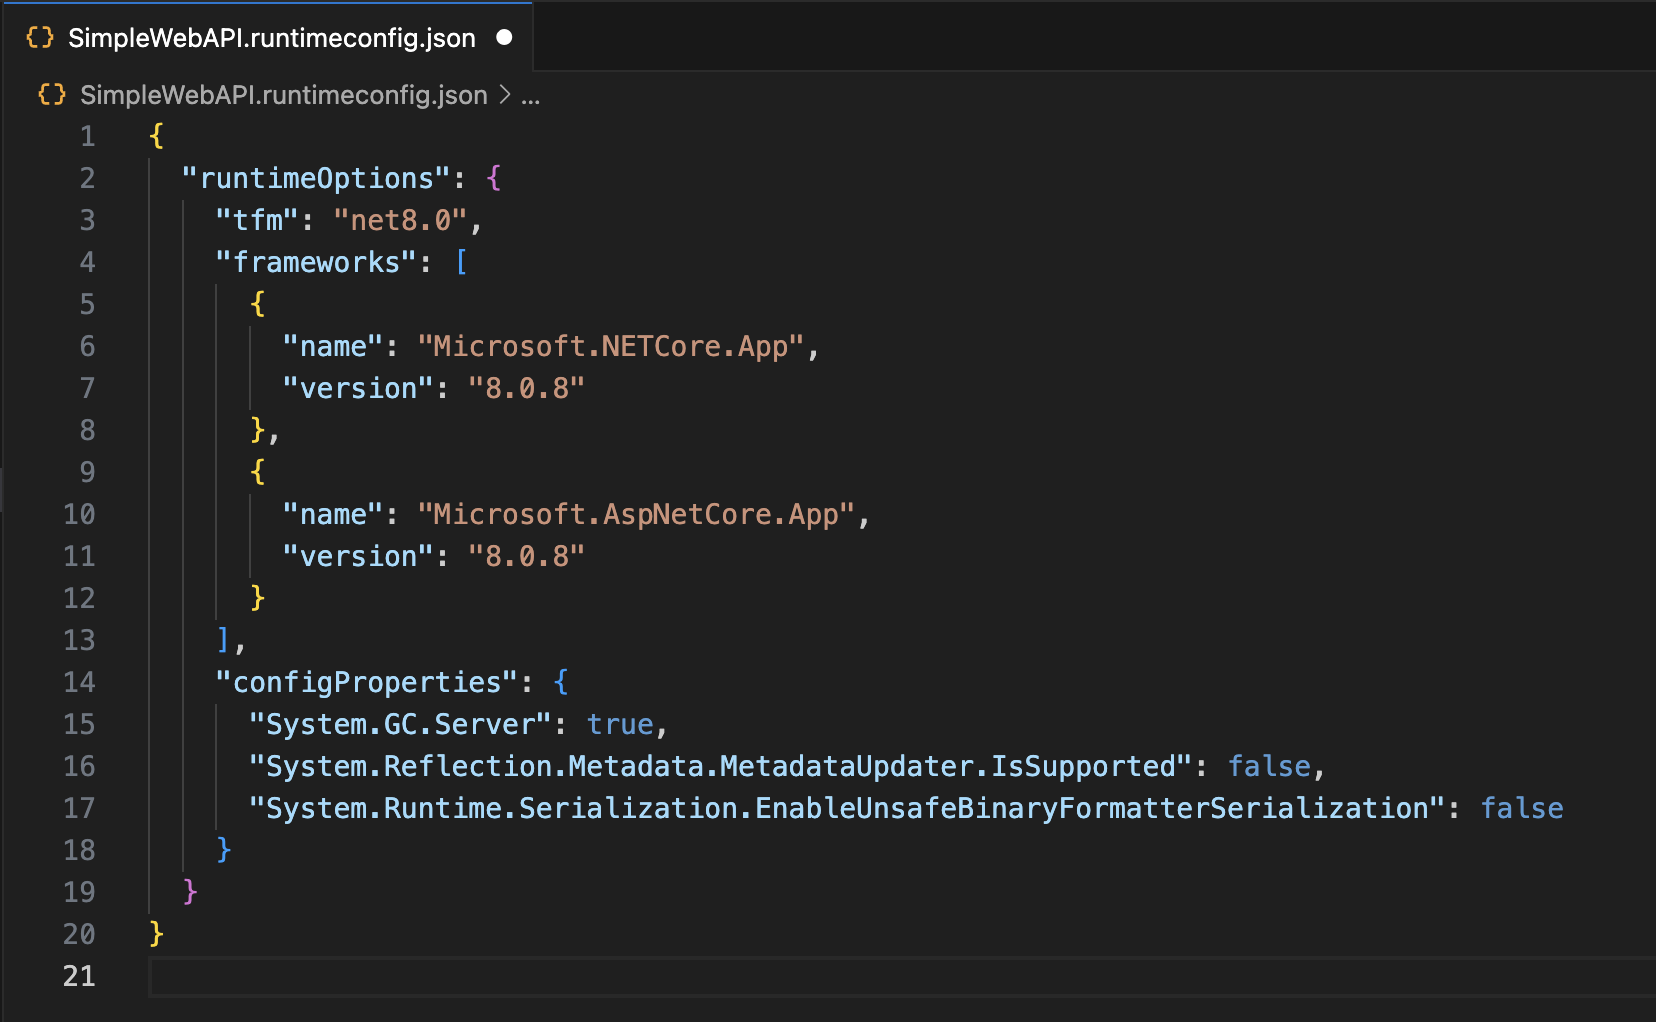 {} SimpleWebAPI.runtimeconfig.json ●
{} SimpleWebAPI.runtimeconfig.json > ...
1 {
2   "runtimeOptions": {
3     "tfm": "net8.0",
4     "frameworks": [
5       {
6         "name": "Microsoft.NETCore.App",
7         "version": "8.0.8"
8       },
9       {
10         "name": "Microsoft.AspNetCore.App",
11         "version": "8.0.8"
12       }
13     ],
14     "configProperties": {
15       "System.GC.Server": true,
16       "System.Reflection.Metadata.MetadataUpdater.IsSupported": false,
17       "System.Runtime.Serialization.EnableUnsafeBinaryFormatterSerialization": false
18     }
19   }
20 }
21